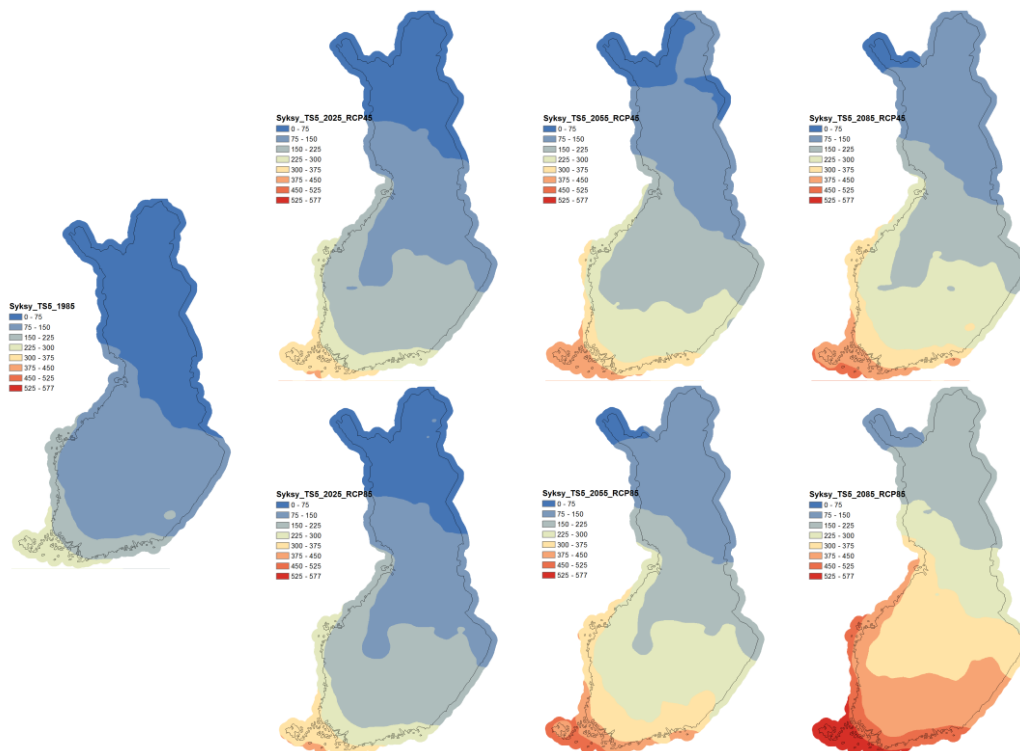 Syksy_TS5_2025_RCP45
0 - 75
75 - 150
150 - 225
225 - 300
300 - 375
375 - 450
450 - 525
525 - 577
Syksy_TS5_2055_RCP45
0 - 75
75 - 150
150 - 225
225 - 300
300 - 375
375 - 450
450 - 525
525 - 577
Syksy_TS5_2085_RCP45
0 - 75
75 - 150
150 - 225
225 - 300
300 - 375
375 - 450
450 - 525
525 - 577
Syksy_TS5_1985
0 - 75
75 - 150
150 - 225
225 - 300
300 - 375
375 - 450
450 - 525
525 - 577
Syksy_TS5_2025_RCP85
0 - 75
75 - 150
150 - 225
225 - 300
300 - 375
375 - 450
450 - 525
525 - 577
Syksy_TS5_2055_RCP85
0 - 75
75 - 150
150 - 225
225 - 300
300 - 375
375 - 450
450 - 525
525 - 577
Syksy_TS5_2085_RCP85
0 - 75
75 - 150
150 - 225
225 - 300
300 - 375
375 - 450
450 - 525
525 - 577